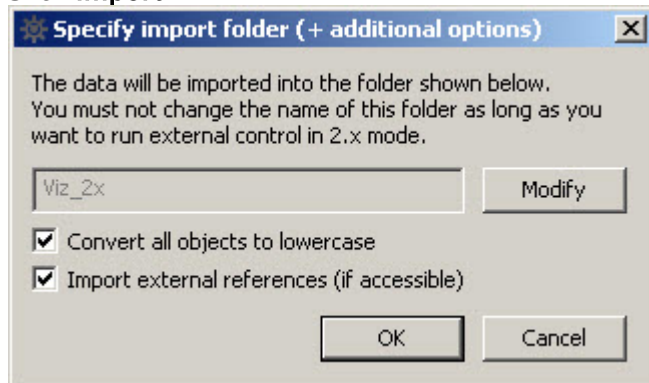 Specify import folder (+ additional options)
The data will be imported into the folder shown below.
You must not change the name of this folder as long as you
want to run external control in 2.x mode.
Viz_2x
Modify
Convert all objects to lowercase
Import external references (if accessible)
OK
Cancel